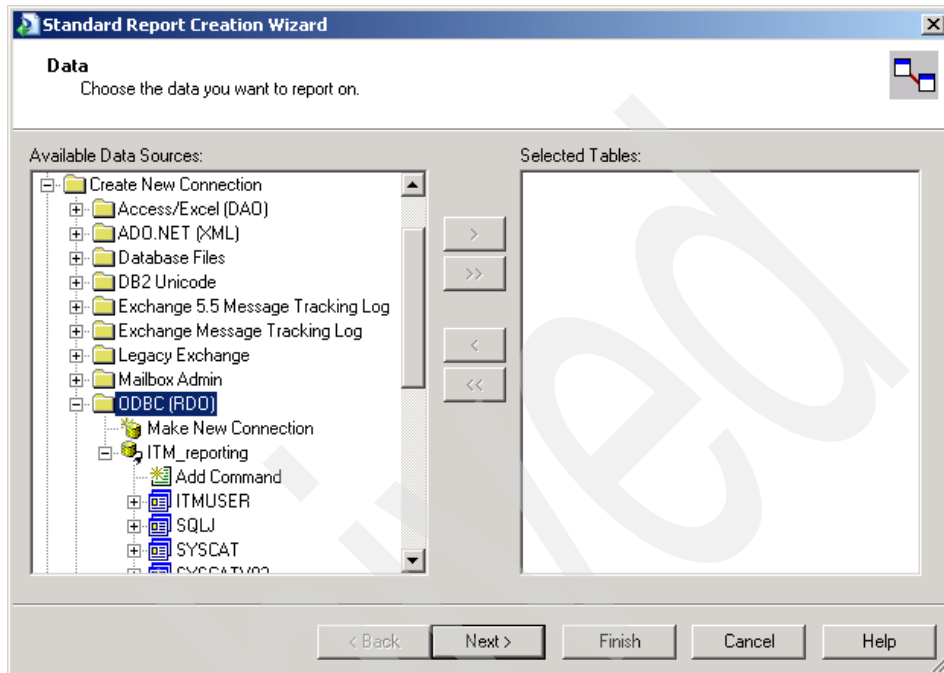 Standard Report Creation Wizard
Data
Choose the data you want to report on.
Available Data Sources:
Selected Tables:
Create New Connection
Access/Excel (DAO)
ADO.NET (XML)
Database Files
DB2 Unicode
Exchange 5.5 Message Tracking Log
Exchange Message Tracking Log
Legacy Exchange
Mailbox Admin
ODBC (RDO)
Make New Connection
ITM_reporting
Add Command
ITMUSER
SQLJ
SYSCAT
>
>>
<
<<
< Back
Next >
Finish
Cancel
Help